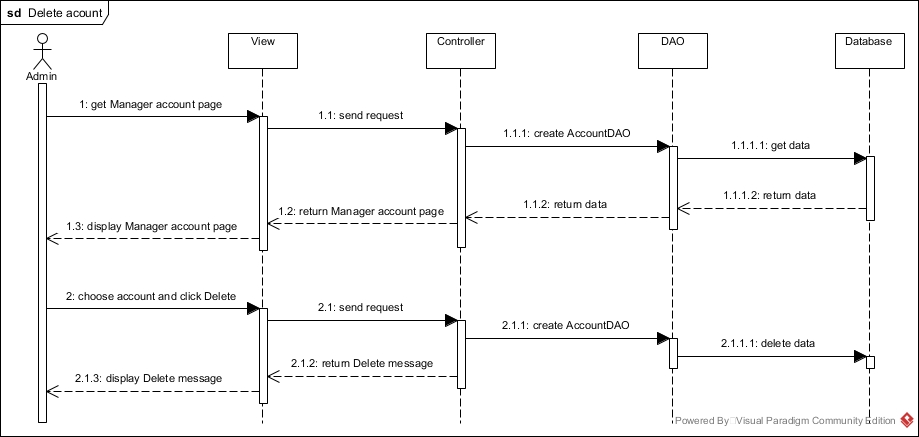 sd Delete acount
View
Controller
DAO
Database
Admin
1: get Manager account page
1.1: send request
1.1.1: create AccountDAO
1.1.1.1: get data
1.1.1.2: return data
1.1.2: return data
1.2: return Manager account page
1.3: display Manager account page
2: choose account and click Delete
2.1: send request
2.1.1: create AccountDAO
2.1.1.1: delete data
2.1.2: return Delete message
2.1.3: display Delete message
Powered By Visual Paradigm Community Edition